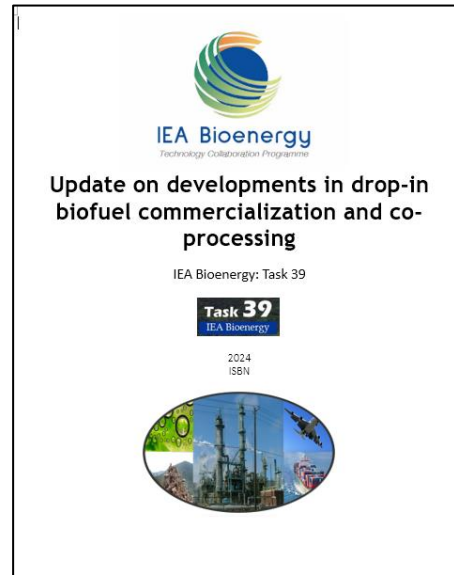 IEA Bioenergy
Technology Collaboration Programme
Update on developments in drop-in
biofuel commercialization and co-
processing
IEA Bioenergy: Task 39
Task 39
IEA Bioenergy
2024
ISBN